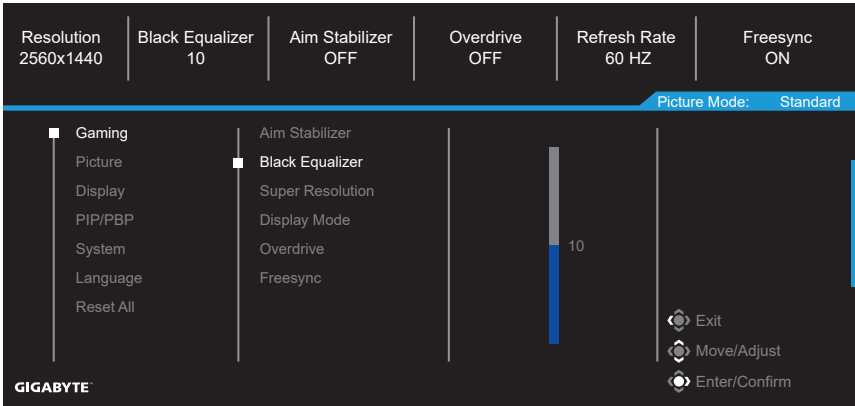 Resolution
2560x1440
Black Equalizer
10
Aim Stabilizer
OFF
Overdrive
OFF
Refresh Rate
60 HZ
Freesync
ON
Picture Mode: Standard
Gaming
Picture
Display
PIP/PBP
System
Language
Reset All
Aim Stabilizer
Black Equalizer
Super Resolution
Display Mode
Overdrive
Freesync
10
Exit
Move/Adjust
Enter/Confirm
GIGABYTE™